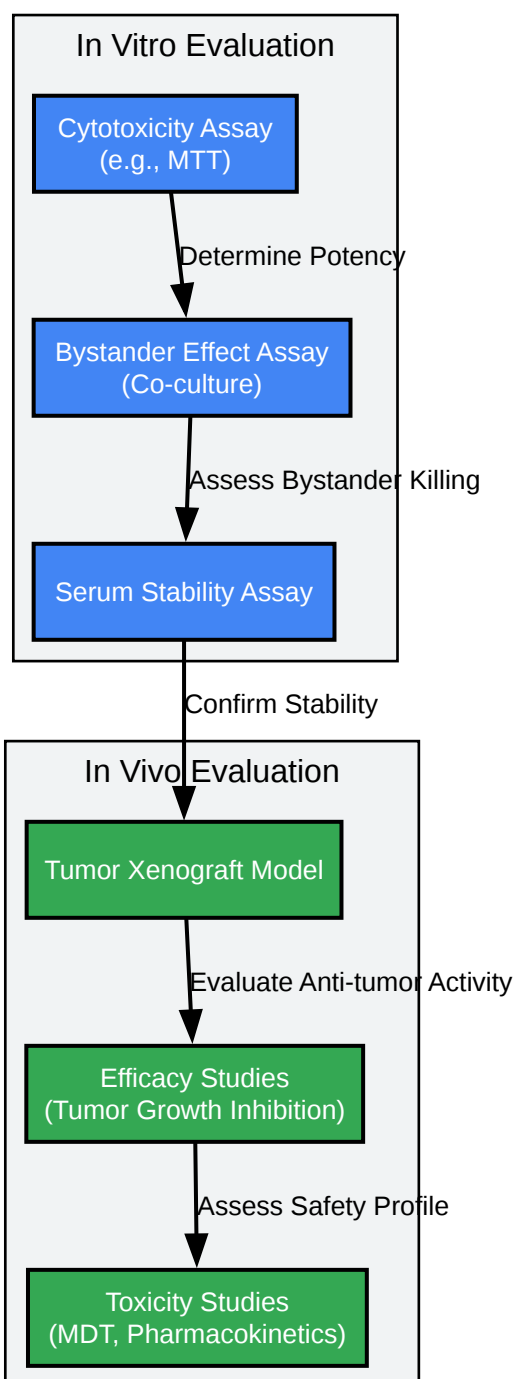 In Vitro Evaluation
Cytotoxicity Assay
(e.g., MTT)
Determine Potency
Bystander Effect Assay
(Co-culture)
Assess Bystander Killing
Serum Stability Assay
Confirm Stability
In Vivo Evaluation
Tumor Xenograft Model
Evaluate Anti-tumor Activity
Efficacy Studies
(Tumor Growth Inhibition)
Assess Safety Profile
Toxicity Studies
(MDT, Pharmacokinetics)